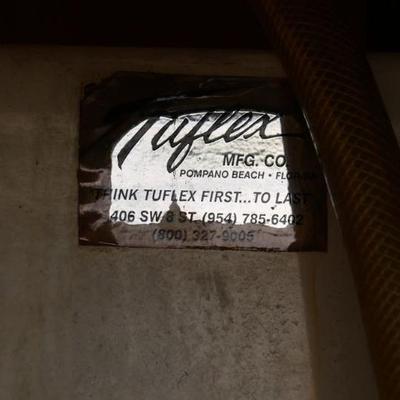 Tuflex
MFG. CO.
POMPANO BEACH • FLORIDA
THINK TUFLEX FIRST...TO LAST
406 SW 8 ST (954) 785-6402
(800) 327-9005